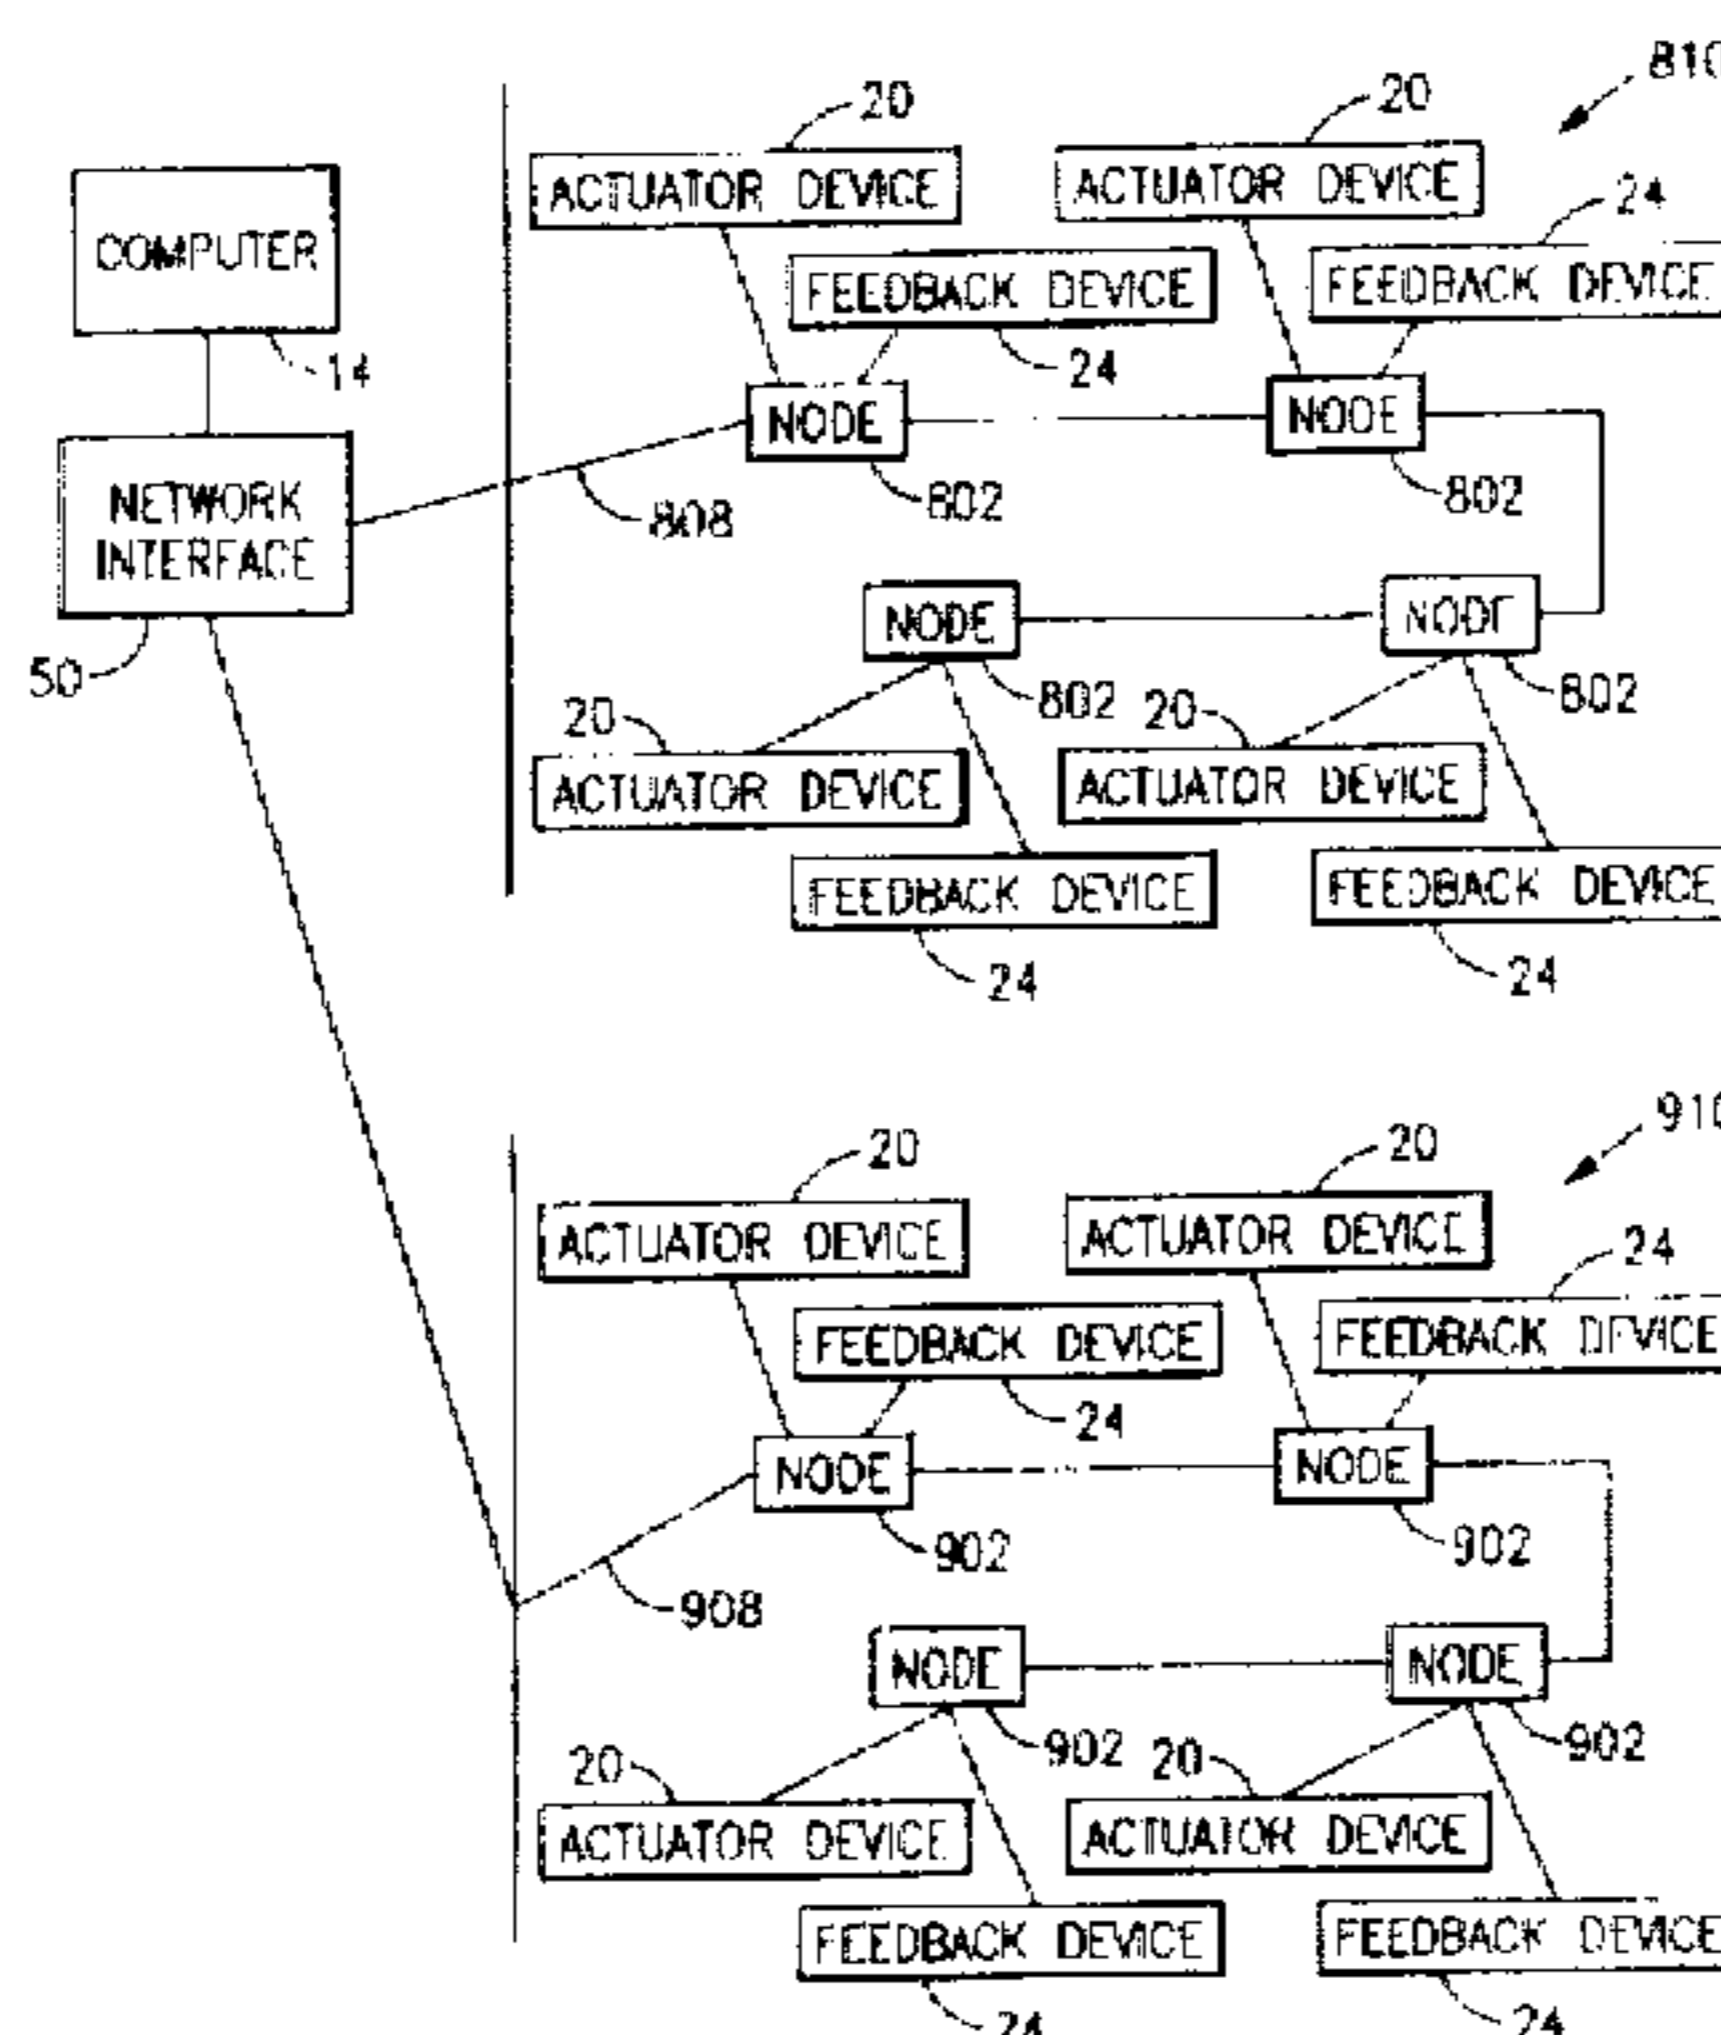 810
20
20
ACTUATOR DEVICE
ACTUATOR DEVICE
24
COMPUTER
FEEDBACK DEVICE
FEEDBACK DEVICE
14
24
NODE
NODE
NETWORK
INTERFACE
808
802
802
NODE
NODE
50
802
802
20
20
ACTUATOR DEVICE
ACTUATOR DEVICE
FEEDBACK DEVICE
FEEDBACK DEVICE
24
24
910
20
20
ACTUATOR DEVICE
ACTUATOR DEVICE
24
FEEDBACK DEVICE
FEEDBACK DEVICE
24
NODE
NODE
902
902
908
NODE
NODE
902
902
20
20
ACTUATOR DEVICE
ACTUATOR DEVICE
FEEDBACK DEVICE
FEEDBACK DEVICE
24
24